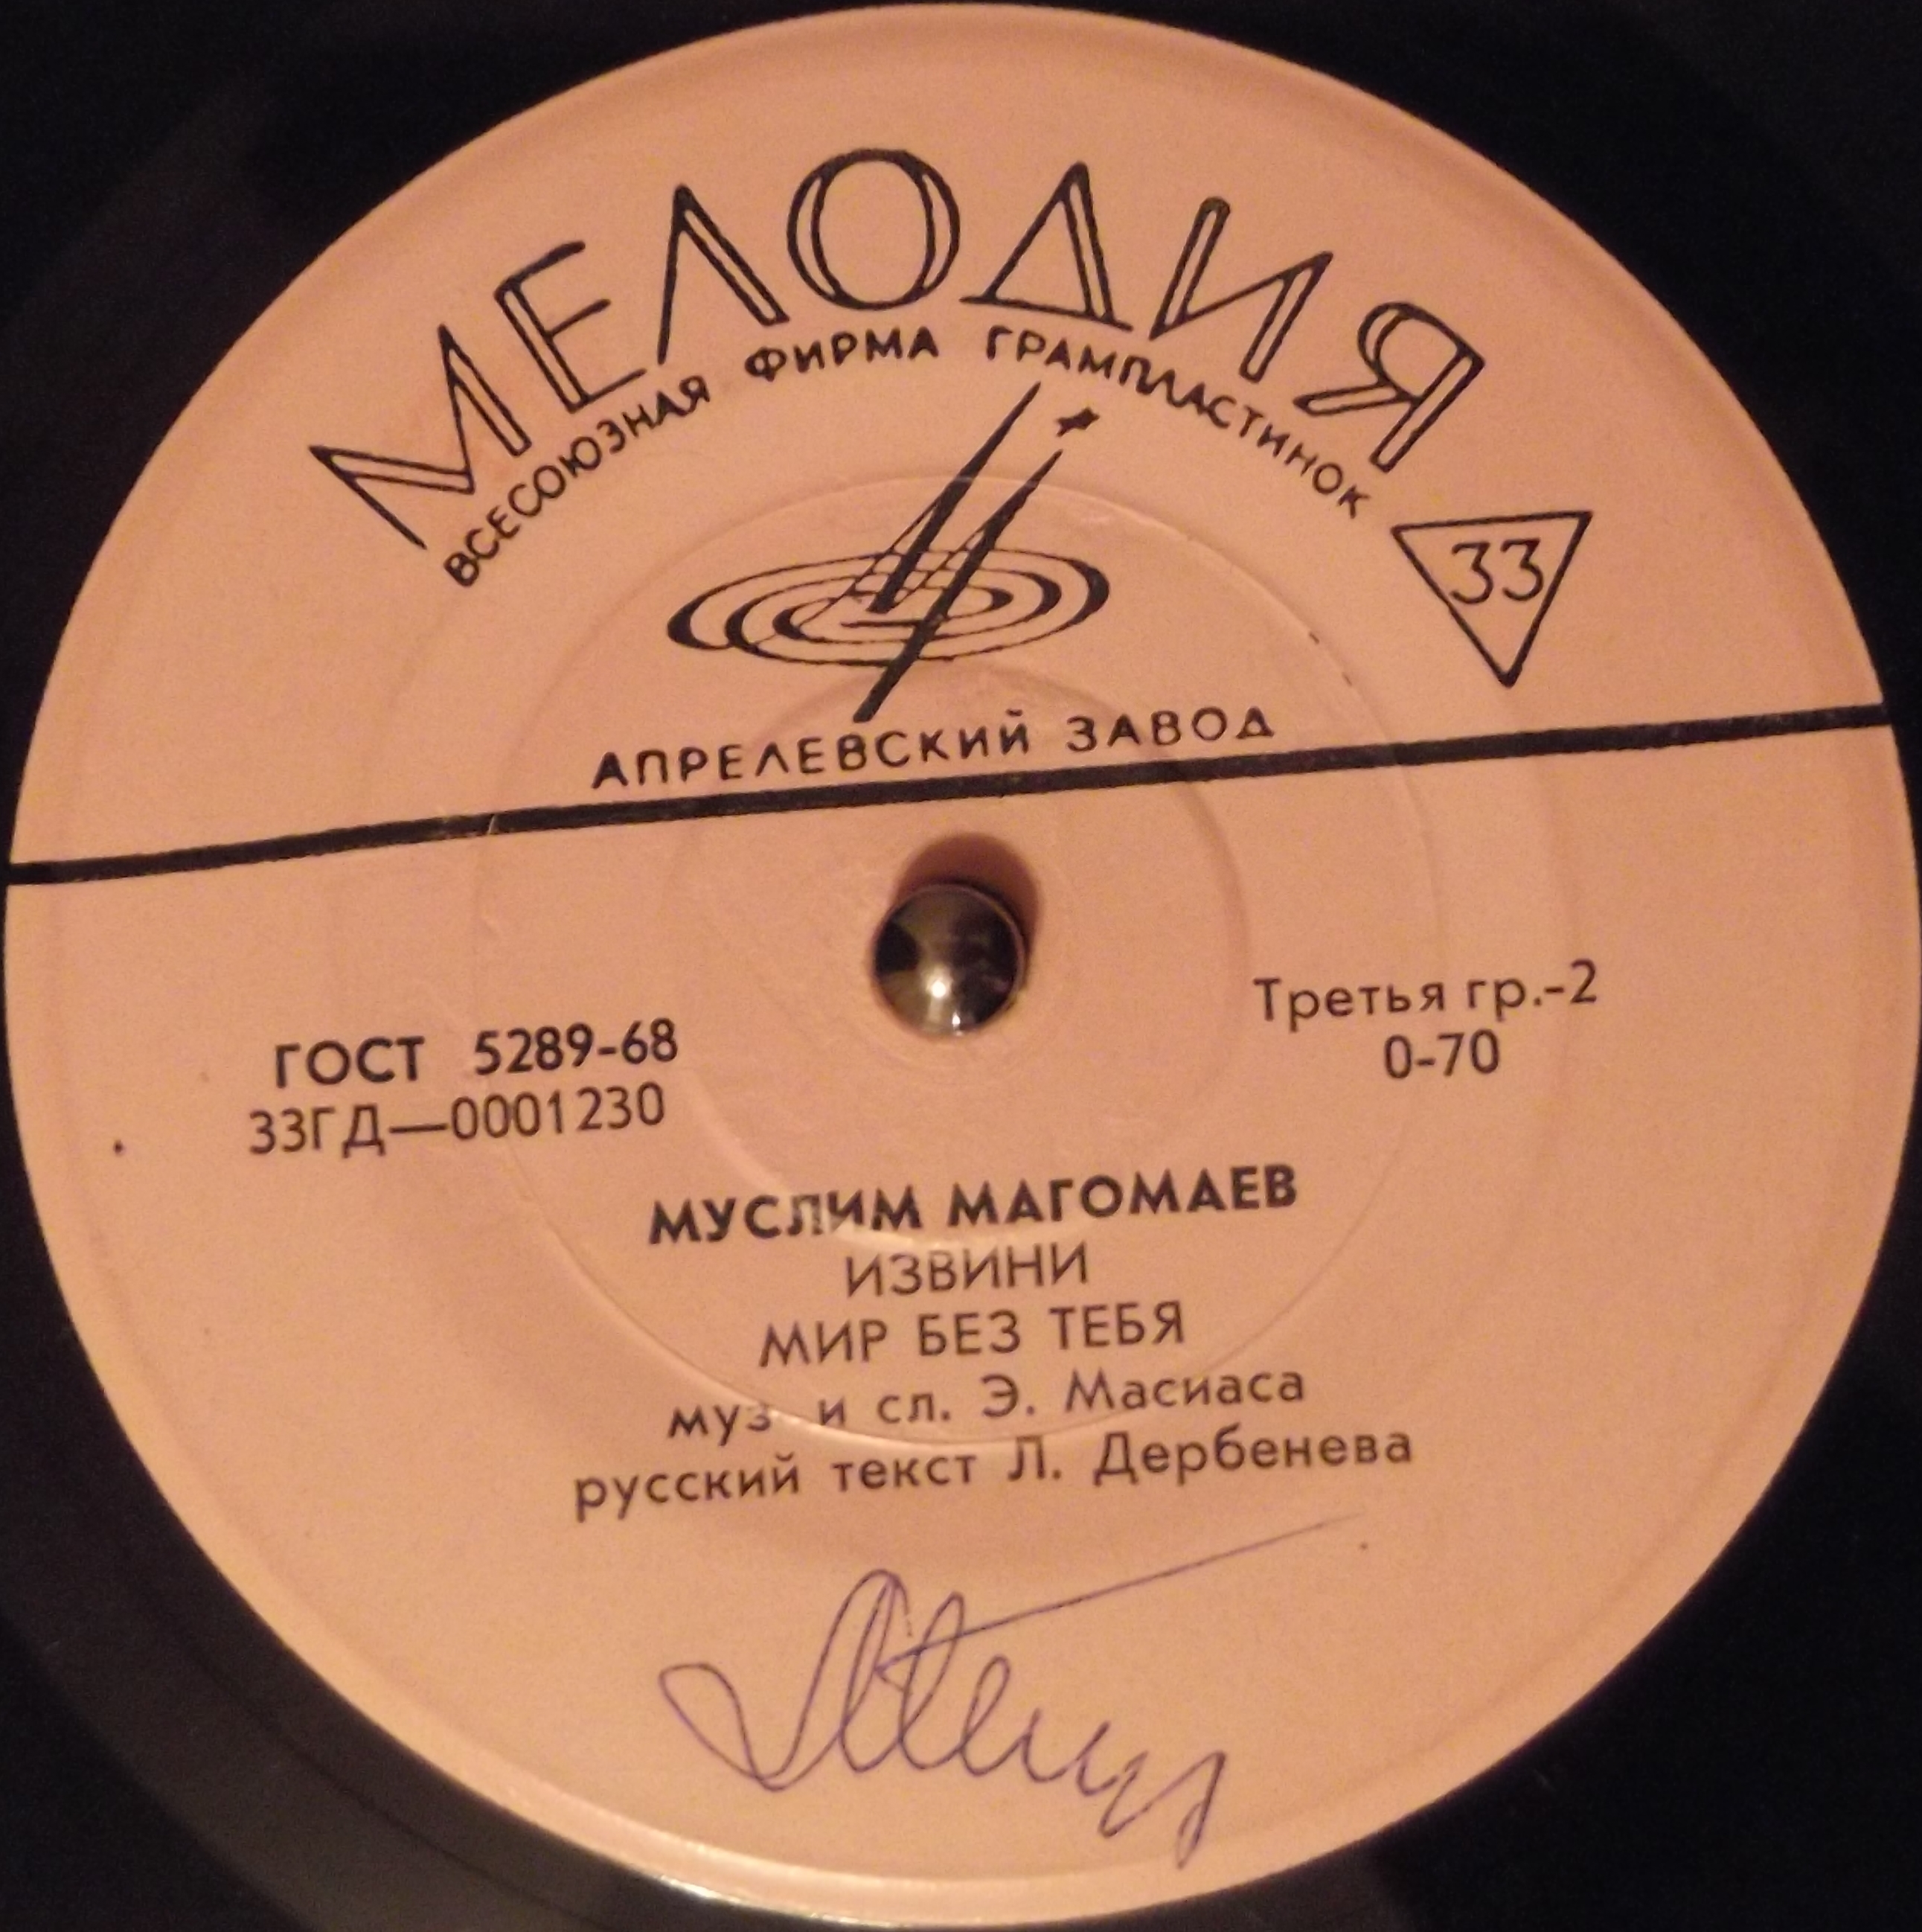 МЕЛОДИЯ
ВСЕСОЮЗНАЯ ФИРМА ГРАМПЛАСТИНОК
33
АПРЕЛЕВСКИЙ ЗАВОД
ГОСТ 5289-68
33ГД—0001230
Третья гр.-2
0-70
МУСЛИМ МАГОМАЕВ
ИЗВИНИ
МИР БЕЗ ТЕБЯ
муз и сл. Э. Масиаса
русский текст Л. Дербенева